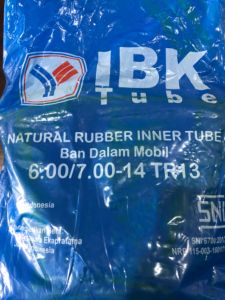 IBK
Tube
NATURAL RUBBER INNER TUBE
Ban Dalam Mobil
6.00/7.00-14 TR13
Indonesia
SNI